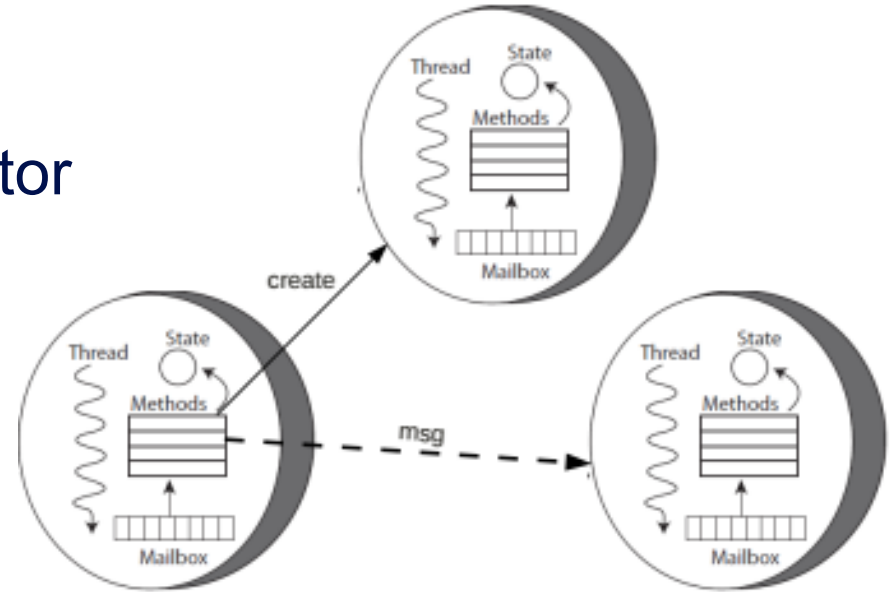 State
Thread
Methods
tor
Mailbox
create
State
Thread
Methods
Mailbox
msg
State
Thread
Methods
Mailbox